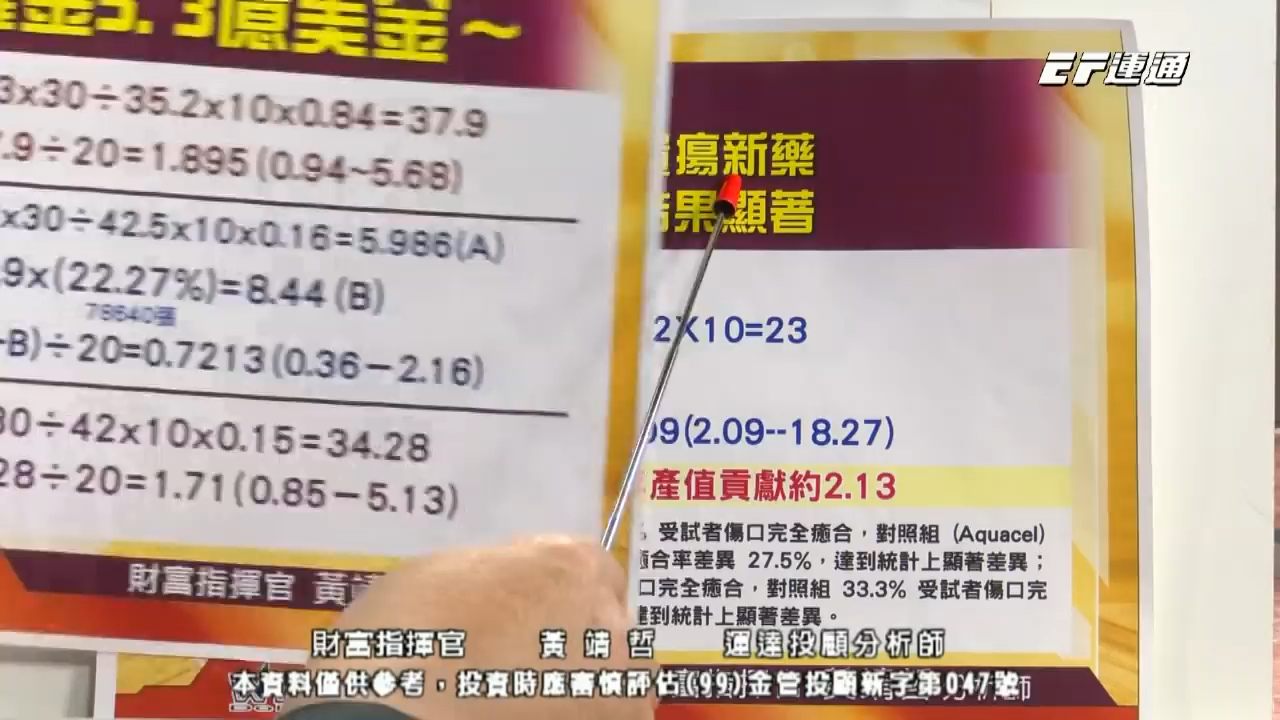 金3.3億美金～
3x30÷35.2x10x0.84=37.9
.9÷20=1.895(0.94~5.68)
x30÷42.5x10x0.16=5.986(A)
.9x(22.27%)=8.44(B)
78640張
-B)÷20=0.7213(0.36－2.16)
30÷42x10x0.15=34.28
28÷20=1.71(0.85－5.13)
財富指揮官 黃靖
EF運通
瘍新藥
果顯著
2X10=23
99(2.09--18.27)
產值貢獻約2.13
受試者傷口完全癒合，對照組 (Aquacel)
癒合率差異 27.5%，達到統計上顯著差異；
口完全癒合，對照組 33.3% 受試者傷口完
達到統計上顯著差異。
財富指揮官 黃靖哲 運達投顧分析師
本資料僅供參考，投資時應審慎評估(99)金管投顧新字第047號
師